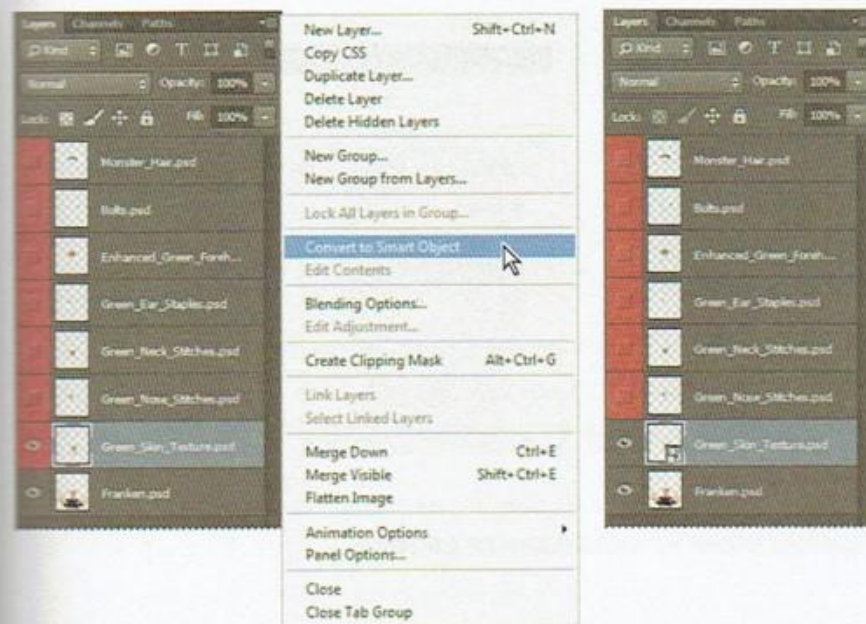 Layers Channels Paths
Kind
Normal Opacity: 100%
Lock: Fill: 100%
Monster_Hair.psd
Bolts.psd
Enhanced_Green_Foreh...
Green_Ear_Staples.psd
Green_Neck_Stitches.psd
Green_Nose_Stitches.psd
Green_Skin_Texture.psd
Franken.psd
New Layer... Shift+Ctrl+N
Copy CSS
Duplicate Layer...
Delete Layer
Delete Hidden Layers
New Group...
New Group from Layers...
Lock All Layers in Group...
Convert to Smart Object
Edit Contents
Blending Options...
Edit Adjustment...
Create Clipping Mask Alt+Ctrl+G
Link Layers
Select Linked Layers
Merge Down Ctrl+E
Merge Visible Shift+Ctrl+E
Flatten Image
Animation Options
Panel Options...
Close
Close Tab Group
Layers Channels Paths
Kind
Normal Opacity: 100%
Lock: Fill: 100%
Monster_Hair.psd
Bolts.psd
Enhanced_Green_Foreh...
Green_Ear_Staples.psd
Green_Neck_Stitches.psd
Green_Nose_Stitches.psd
Green_Skin_Texture.psd
Franken.psd